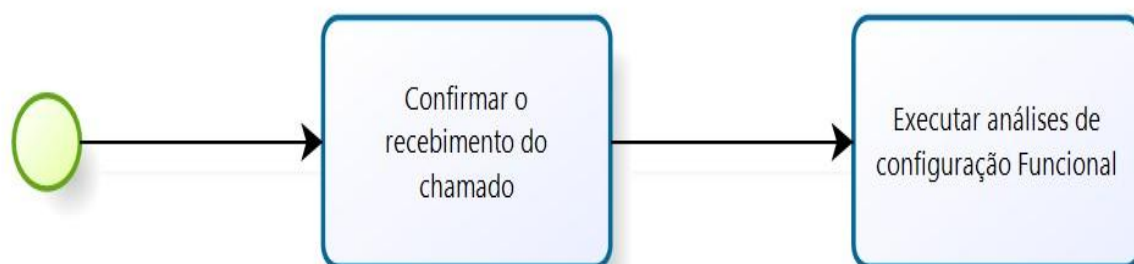 Confirmar o
recebimento do
chamado
Executar análises de
configuração Funcional